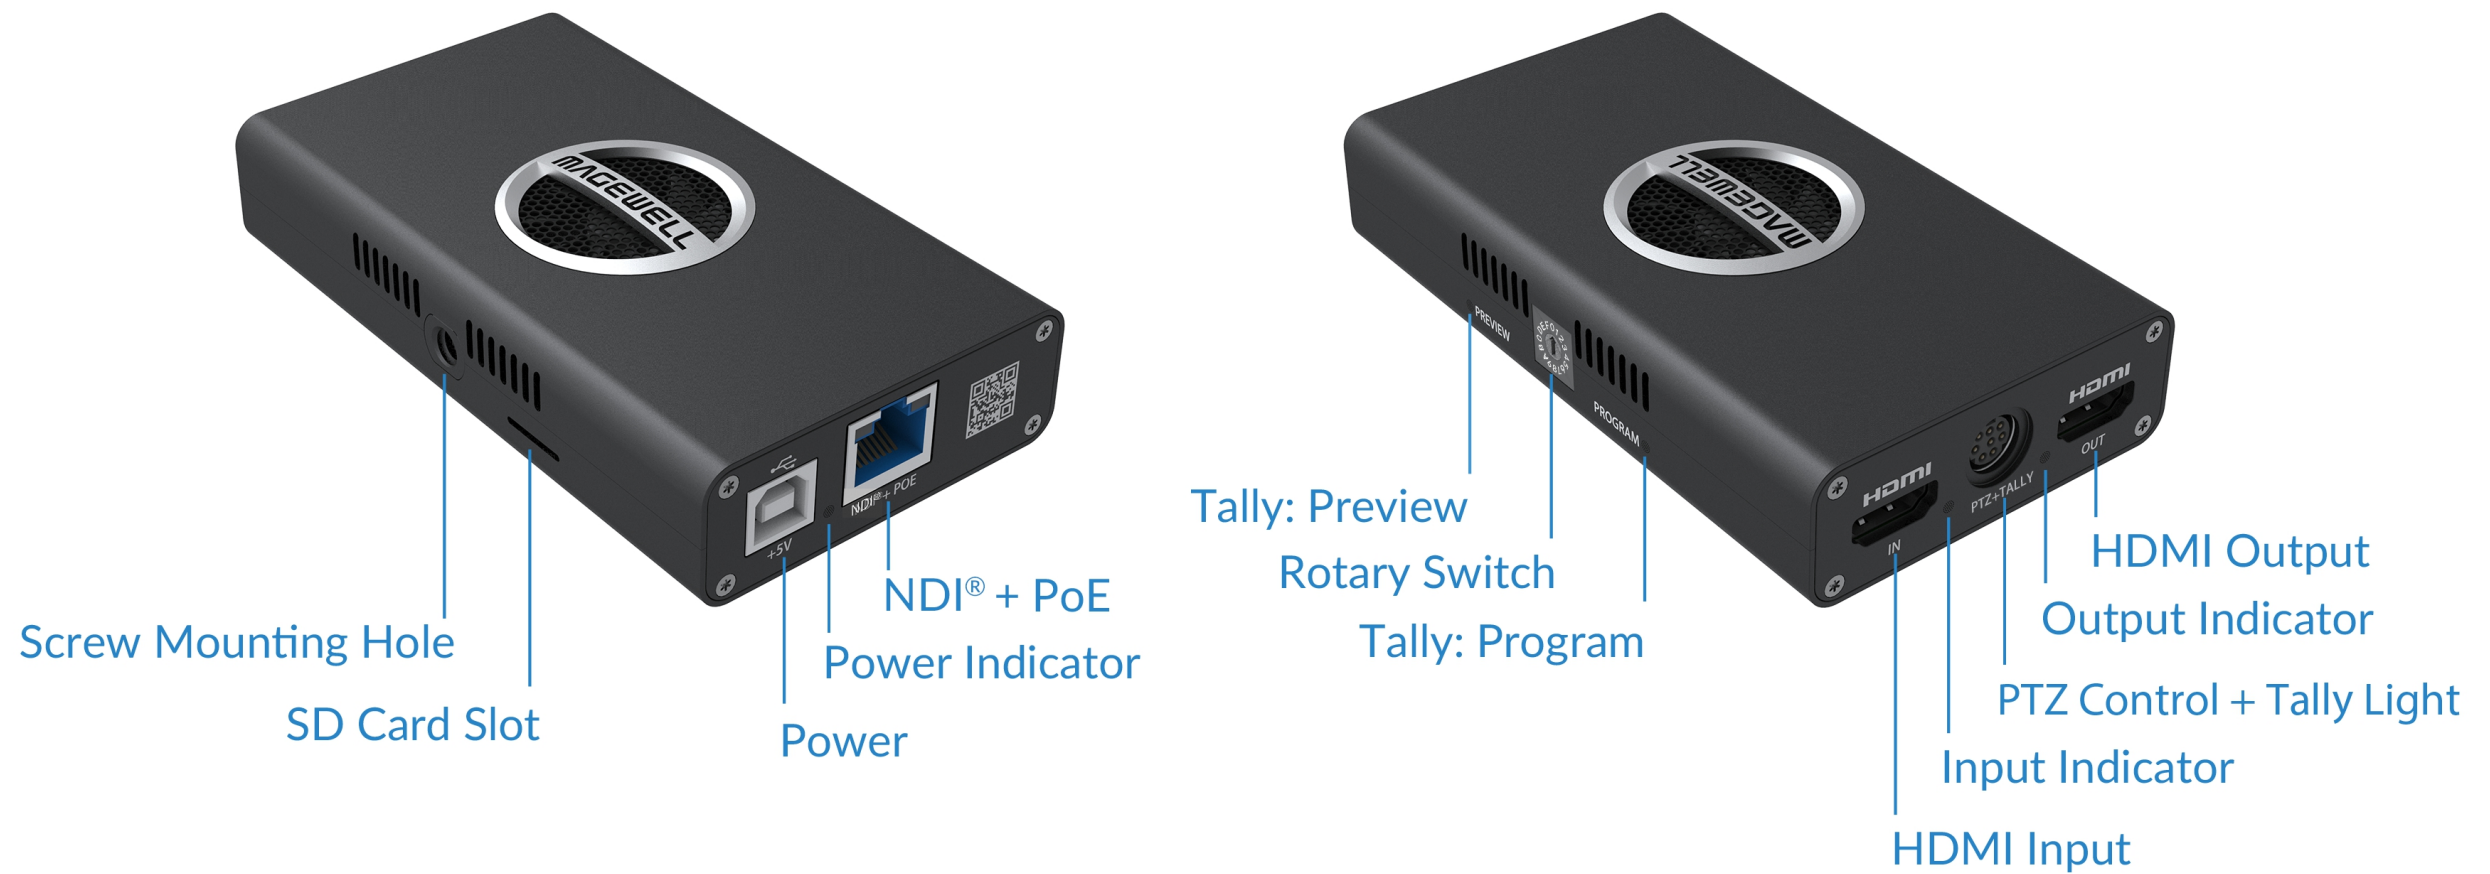 MAGEWELL
+5V
NDI®+ POE
Screw Mounting Hole
SD Card Slot
NDI® + PoE
Power Indicator
Power
MAGEWELL
PREVIEW
PROGRAM
HDMI
IN
PTZ+TALLY
HDMI
OUT
Tally: Preview
Rotary Switch
Tally: Program
HDMI Output
Output Indicator
PTZ Control + Tally Light
Input Indicator
HDMI Input